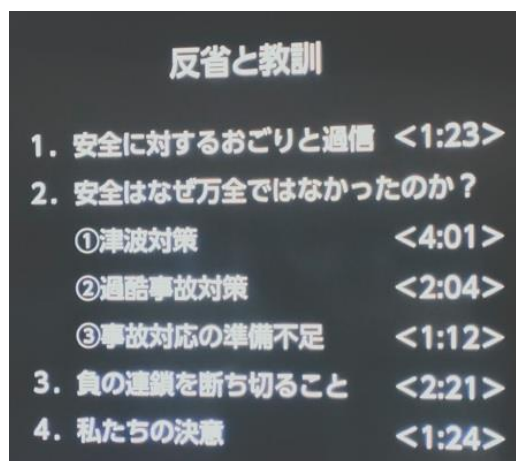 反省と教訓
1. 安全に対するおごりと過信 <1:23>
2. 安全はなぜ万全ではなかったのか?
①津波対策 <4:01>
②過酷事故対策 <2:04>
③事故対応の準備不足 <1:12>
3. 負の連鎖を断ち切ること <2:21>
4. 私たちの決意 <1:24>